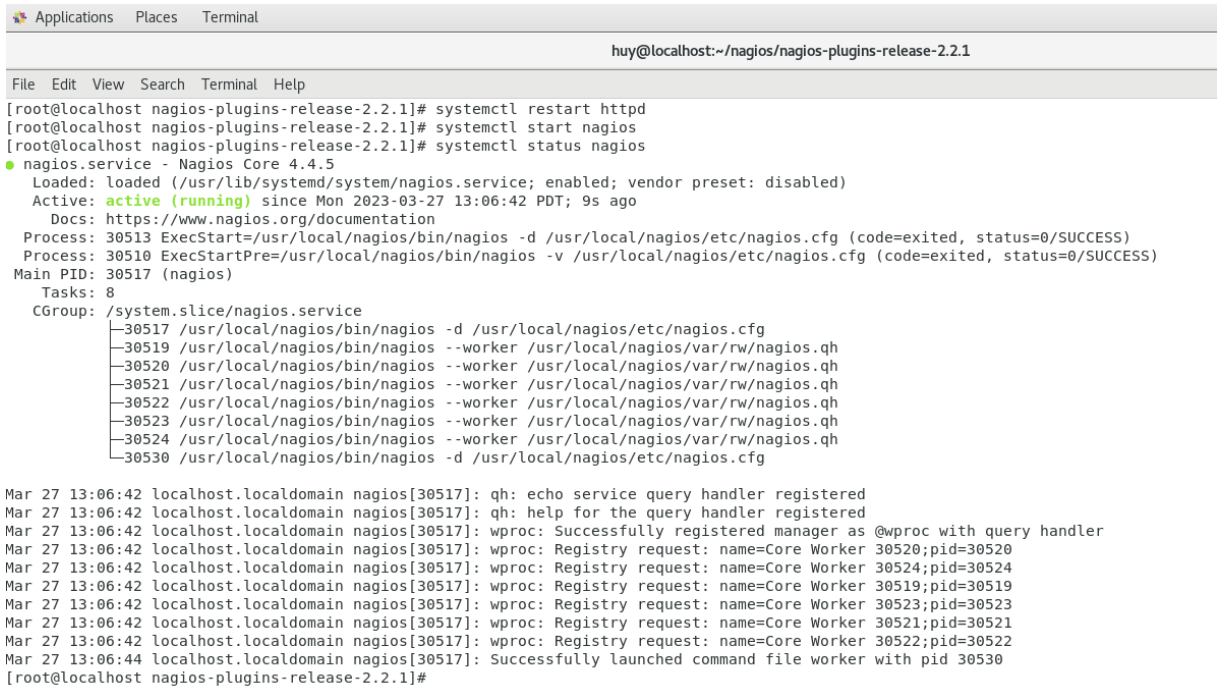 Applications Places Terminal
huy@localhost:~/nagios/nagios-plugins-release-2.2.1
File Edit View Search Terminal Help
[root@localhost nagios-plugins-release-2.2.1]# systemctl restart httpd
[root@localhost nagios-plugins-release-2.2.1]# systemctl start nagios
[root@localhost nagios-plugins-release-2.2.1]# systemctl status nagios
● nagios.service - Nagios Core 4.4.5
   Loaded: loaded (/usr/lib/systemd/system/nagios.service; enabled; vendor preset: disabled)
   Active: active (running) since Mon 2023-03-27 13:06:42 PDT; 9s ago
     Docs: https://www.nagios.org/documentation
  Process: 30513 ExecStart=/usr/local/nagios/bin/nagios -d /usr/local/nagios/etc/nagios.cfg (code=exited, status=0/SUCCESS)
  Process: 30510 ExecStartPre=/usr/local/nagios/bin/nagios -v /usr/local/nagios/etc/nagios.cfg (code=exited, status=0/SUCCESS)
 Main PID: 30517 (nagios)
    Tasks: 8
   CGroup: /system.slice/nagios.service
           ├─30517 /usr/local/nagios/bin/nagios -d /usr/local/nagios/etc/nagios.cfg
           ├─30519 /usr/local/nagios/bin/nagios --worker /usr/local/nagios/var/rw/nagios.qh
           ├─30520 /usr/local/nagios/bin/nagios --worker /usr/local/nagios/var/rw/nagios.qh
           ├─30521 /usr/local/nagios/bin/nagios --worker /usr/local/nagios/var/rw/nagios.qh
           ├─30522 /usr/local/nagios/bin/nagios --worker /usr/local/nagios/var/rw/nagios.qh
           ├─30523 /usr/local/nagios/bin/nagios --worker /usr/local/nagios/var/rw/nagios.qh
           ├─30524 /usr/local/nagios/bin/nagios --worker /usr/local/nagios/var/rw/nagios.qh
           └─30530 /usr/local/nagios/bin/nagios -d /usr/local/nagios/etc/nagios.cfg
Mar 27 13:06:42 localhost.localdomain nagios[30517]: qh: echo service query handler registered
Mar 27 13:06:42 localhost.localdomain nagios[30517]: qh: help for the query handler registered
Mar 27 13:06:42 localhost.localdomain nagios[30517]: wproc: Successfully registered manager as @wproc with query handler
Mar 27 13:06:42 localhost.localdomain nagios[30517]: wproc: Registry request: name=Core Worker 30520;pid=30520
Mar 27 13:06:42 localhost.localdomain nagios[30517]: wproc: Registry request: name=Core Worker 30524;pid=30524
Mar 27 13:06:42 localhost.localdomain nagios[30517]: wproc: Registry request: name=Core Worker 30519;pid=30519
Mar 27 13:06:42 localhost.localdomain nagios[30517]: wproc: Registry request: name=Core Worker 30523;pid=30523
Mar 27 13:06:42 localhost.localdomain nagios[30517]: wproc: Registry request: name=Core Worker 30521;pid=30521
Mar 27 13:06:42 localhost.localdomain nagios[30517]: wproc: Registry request: name=Core Worker 30522;pid=30522
Mar 27 13:06:44 localhost.localdomain nagios[30517]: Successfully launched command file worker with pid 30530
[root@localhost nagios-plugins-release-2.2.1]#